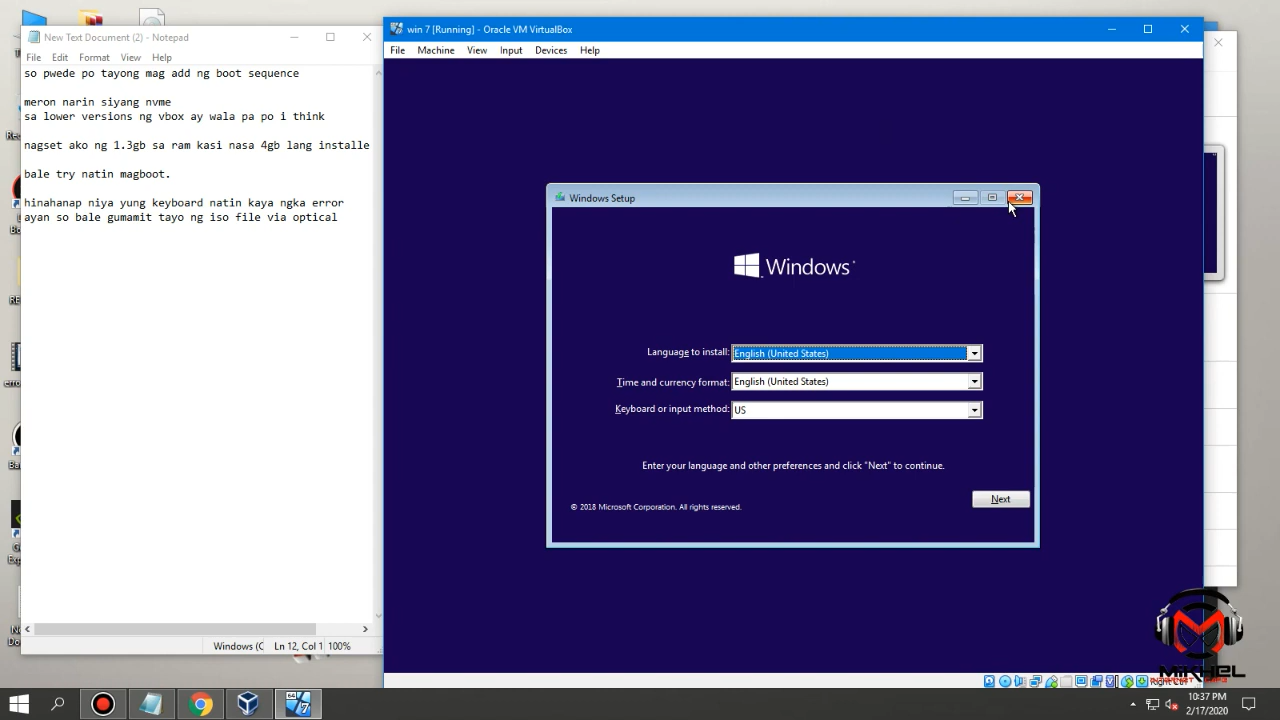 New Text Document (2) - Notepad
File Edit Format View Help
so pwede po tayong mag add ng boot sequence
meron narin siyang nvme
sa lower versions ng vbox ay wala pa po i think
nagset ako ng 1.3gb sa ram kasi nasa 4gb lang installe
bale try natin magboot.
hinahanap niya yung keyboard natin kaya ngka error
ayan so bale gumamit tayo ng iso file via optical
Windows (C Ln 12, Col 1 100%
win 7 [Running] - Oracle VM VirtualBox
File Machine View Input Devices Help
Windows Setup
Windows
Language to install: English (United States)
Time and currency format: English (United States)
Keyboard or input method: US
Enter your language and other preferences and click "Next" to continue.
Next
© 2018 Microsoft Corporation. All rights reserved.
MIKHEL
Right Ctrl
64
7
10:37 PM
2/17/2020